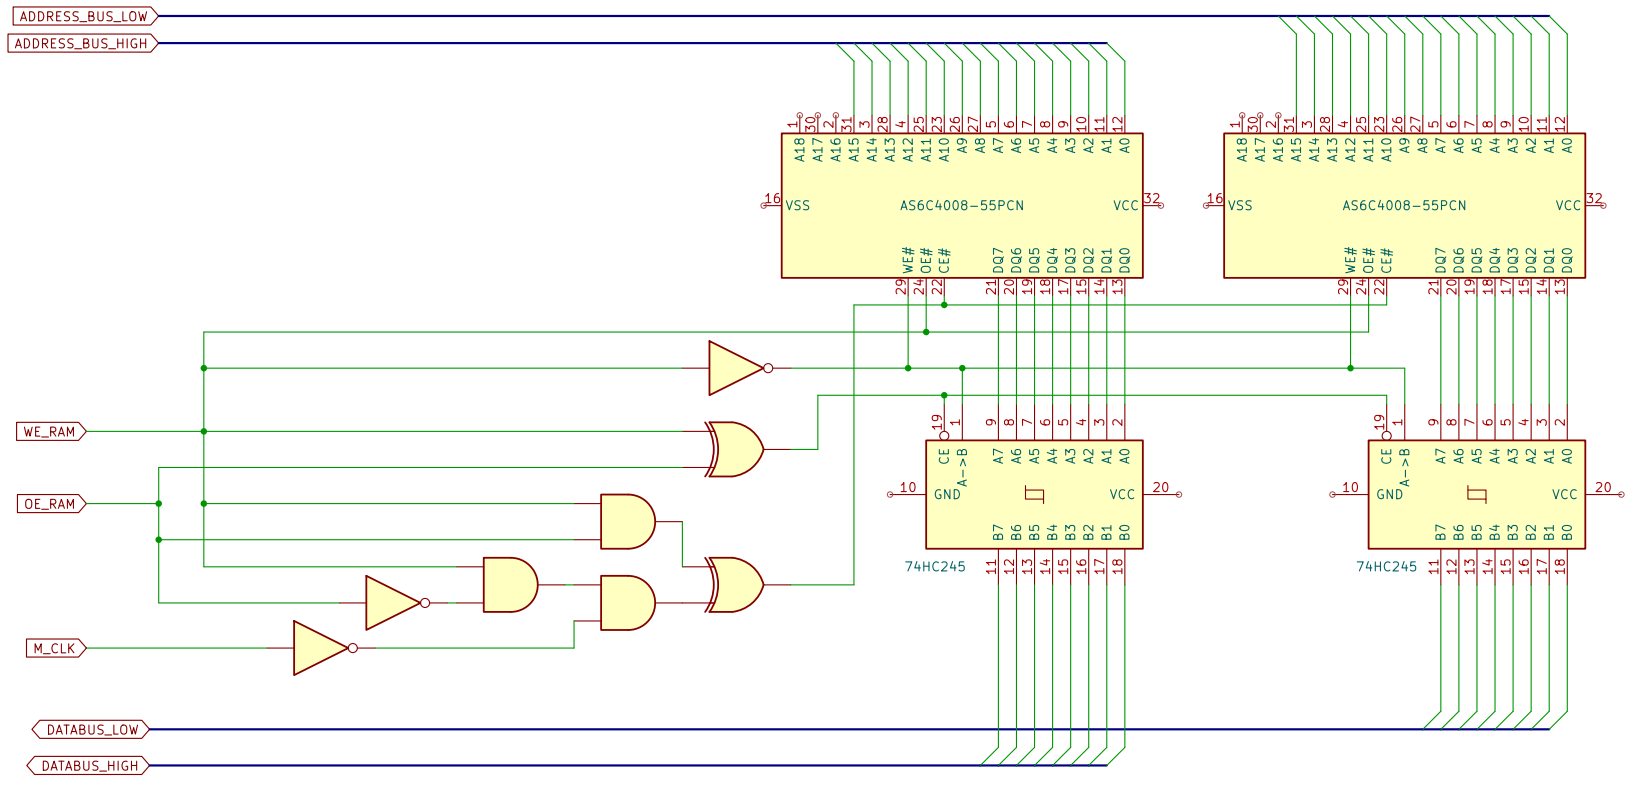 ADDRESS_BUS_LOW
ADDRESS_BUS_HIGH
1 30 2 31 3 28 4 25 23 26 27 5 6 7 8 9 10 11 12
A18 A17 A16 A15 A14 A13 A12 A11 A10 A9 A8 A7 A6 A5 A4 A3 A2 A1 A0
16 VSS AS6C4008-55PCN VCC 32
WE# OE# CE# DQ7 DQ6 DQ5 DQ4 DQ3 DQ2 DQ1 DQ0
29 24 22 21 20 19 18 17 15 14 13
1 30 2 31 3 28 4 25 23 26 27 5 6 7 8 9 10 11 12
A18 A17 A16 A15 A14 A13 A12 A11 A10 A9 A8 A7 A6 A5 A4 A3 A2 A1 A0
16 VSS AS6C4008-55PCN VCC 32
WE# OE# CE# DQ7 DQ6 DQ5 DQ4 DQ3 DQ2 DQ1 DQ0
29 24 22 21 20 19 18 17 15 14 13
WE_RAM
OE_RAM
M_CLK
19 1 9 8 7 6 5 4 3 2
CE A->B A7 A6 A5 A4 A3 A2 A1 A0
10 GND VCC 20
B7 B6 B5 B4 B3 B2 B1 B0
74HC245
11 12 13 14 15 16 17 18
19 1 9 8 7 6 5 4 3 2
CE A->B A7 A6 A5 A4 A3 A2 A1 A0
10 GND VCC 20
B7 B6 B5 B4 B3 B2 B1 B0
74HC245
11 12 13 14 15 16 17 18
DATABUS_LOW
DATABUS_HIGH